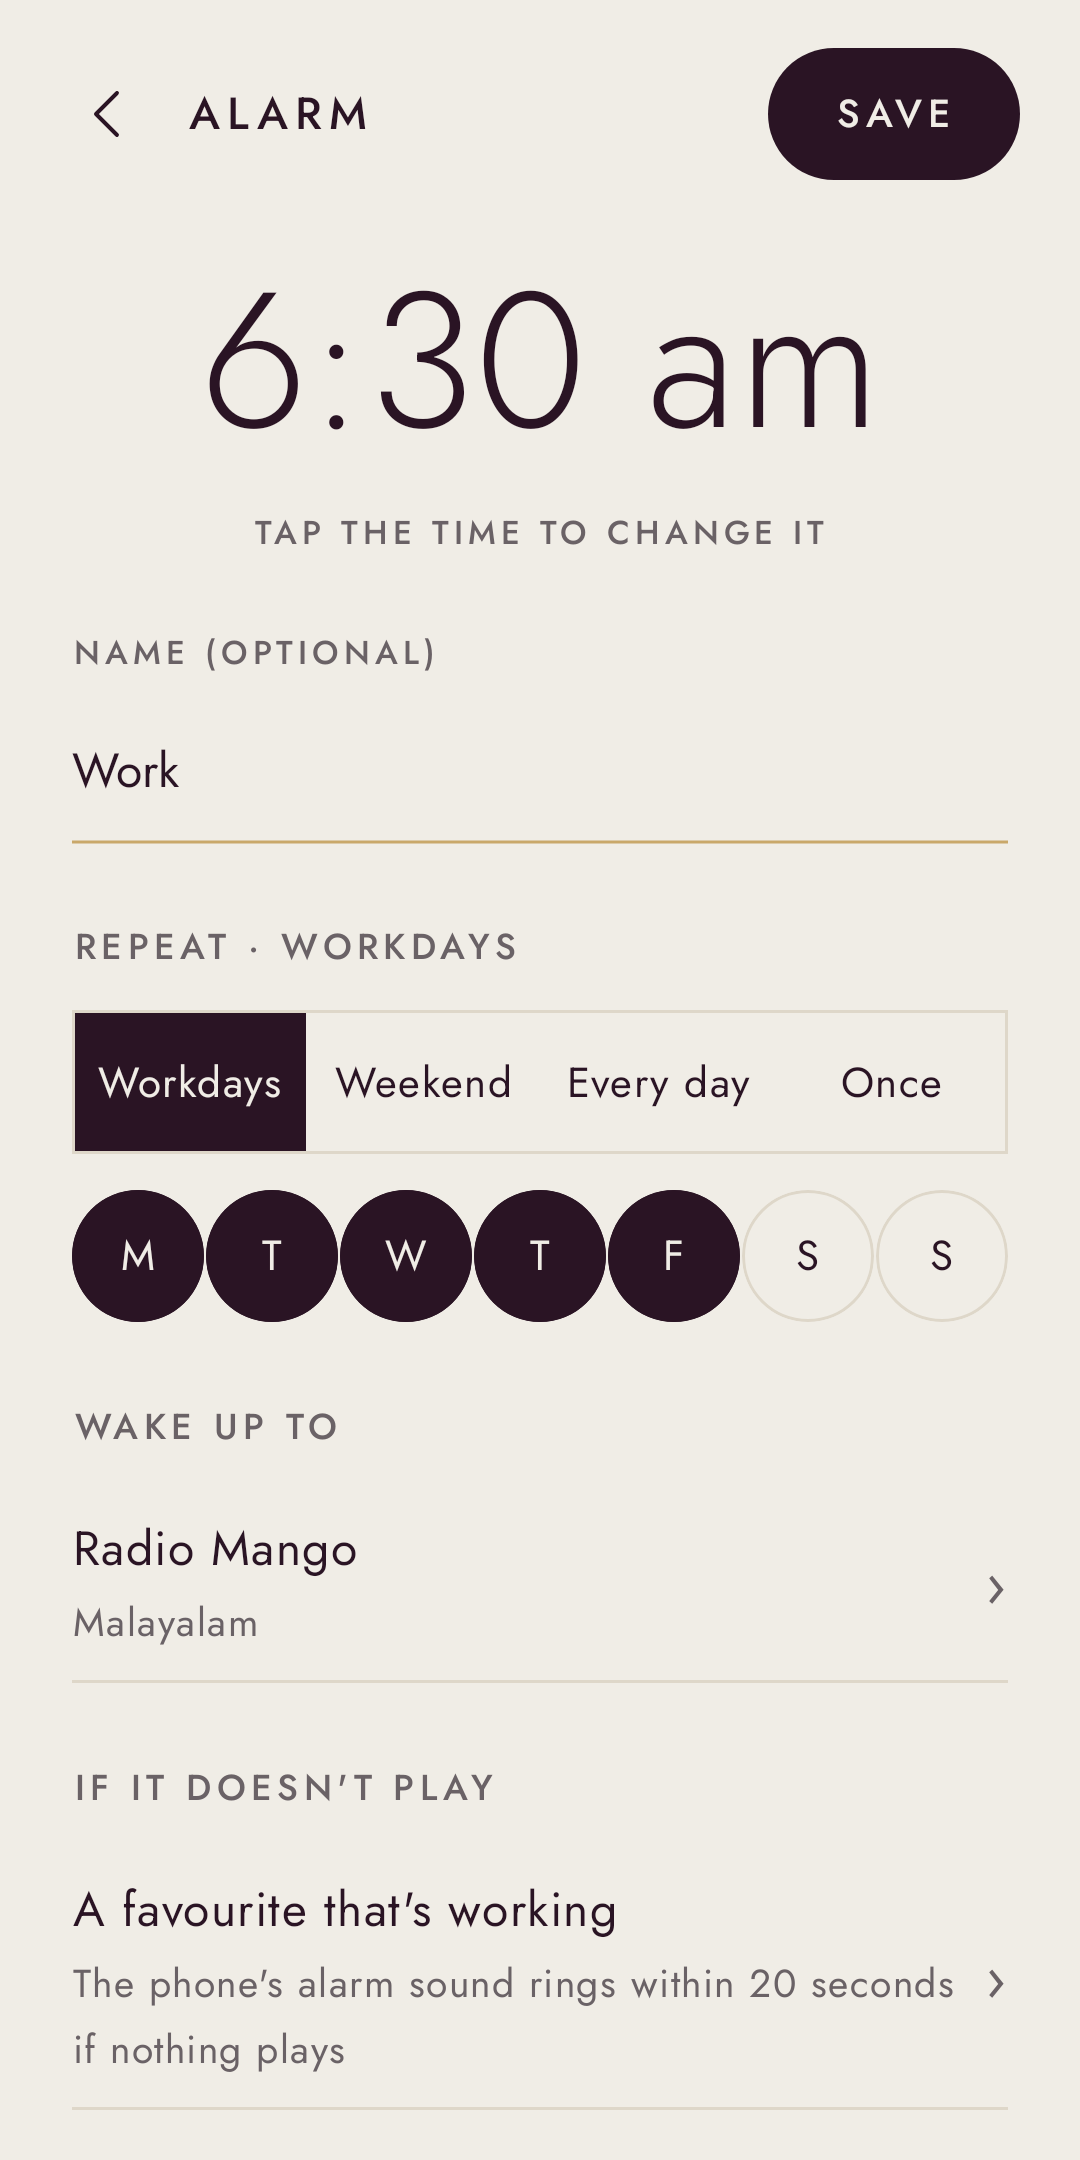 ALARM
SAVE
6:30 am
TAP THE TIME TO CHANGE IT
NAME (OPTIONAL)
Work
REPEAT · WORKDAYS
Workdays Weekend Every day Once
M T W T F S S
WAKE UP TO
Radio Mango
Malayalam
IF IT DOESN'T PLAY
A favourite that's working
The phone's alarm sound rings within 20 seconds
if nothing plays